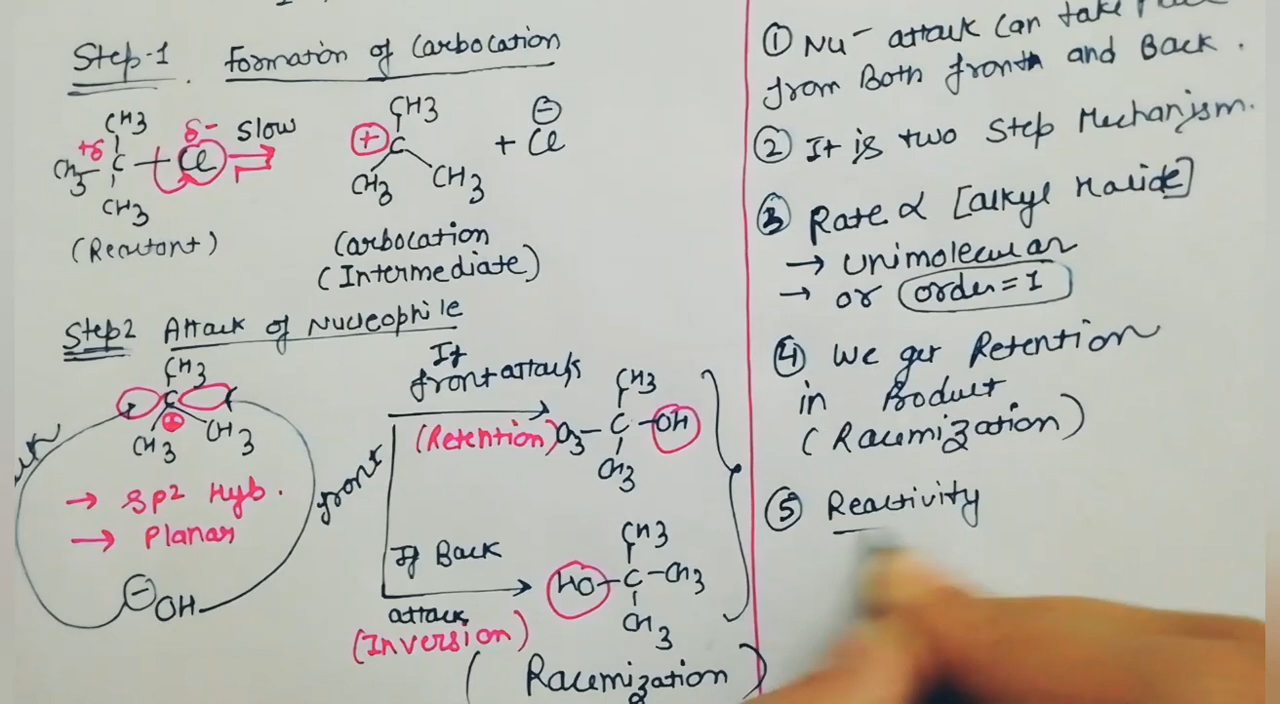 Step-1 Formation of Carbocation
CH3
+δ δ- Slow
CH3 - C - Cl
CH3
(Reactant)
CH3
+ C + Cl ⊖
CH3 CH3
Carbocation
(Intermediate)
Step2 Attack of Nucleophile
CH3
C
⊕
CH3 CH3
→ SP2 Hyb.
→ Planar
⊖OH
front
If
front attacks
(Retention)
CH3
C - OH
CH3
If Back
attack
(Inversion)
CH3
HO - C - CH3
CH3
( Racemization )
① Nu- attack can take
from Both front and Back.
② It is two Step Mechanism.
③ Rate α [alkyl Halide]
→ unimolecular
→ or order = 1
④ We get Retention
in Product
(Racemization)
⑤ Reactivity